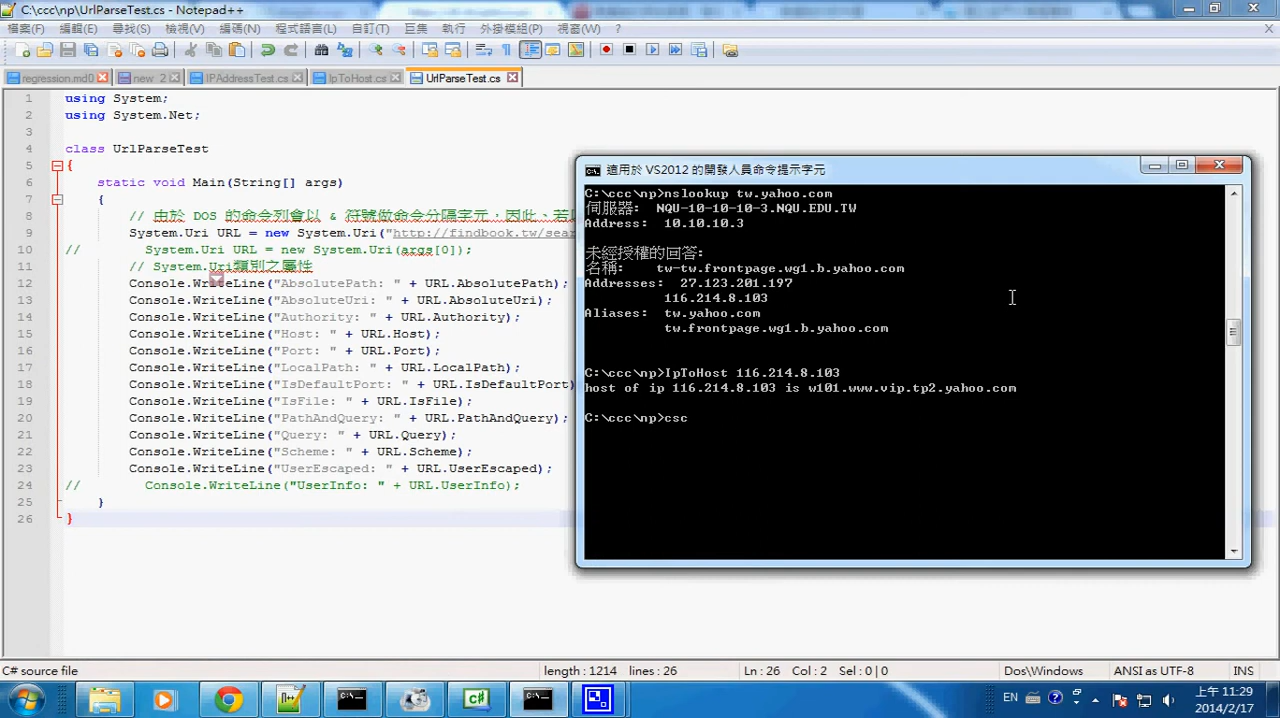 C:\ccc\np\UrlParseTest.cs - Notepad++
檔案(F) 編輯(E) 尋找(S) 檢視(V) 編碼(N) 程式語言(L) 自訂(T) 巨集 執行 外掛模組(P) 視窗(W) ?
regression.md0 new 2 IPAddressTest.cs IpToHost.cs UrlParseTest.cs
1 using System;
2 using System.Net;
3
4 class UrlParseTest
5 {
6 static void Main(String[] args)
7 {
8 // 由於 DOS 的命令列會以 & 符號做命令分隔字元，因此、若以
9 System.Uri URL = new System.Uri("http://findbook.tw/sear
10 // System.Uri URL = new System.Uri(args[0]);
11 // System.Uri類別之屬性
12 Console.WriteLine("AbsolutePath: " + URL.AbsolutePath);
13 Console.WriteLine("AbsoluteUri: " + URL.AbsoluteUri);
14 Console.WriteLine("Authority: " + URL.Authority);
15 Console.WriteLine("Host: " + URL.Host);
16 Console.WriteLine("Port: " + URL.Port);
17 Console.WriteLine("LocalPath: " + URL.LocalPath);
18 Console.WriteLine("IsDefaultPort: " + URL.IsDefaultPort)
19 Console.WriteLine("IsFile: " + URL.IsFile);
20 Console.WriteLine("PathAndQuery: " + URL.PathAndQuery);
21 Console.WriteLine("Query: " + URL.Query);
22 Console.WriteLine("Scheme: " + URL.Scheme);
23 Console.WriteLine("UserEscaped: " + URL.UserEscaped);
24 // Console.WriteLine("UserInfo: " + URL.UserInfo);
25 }
26 }
適用於 VS2012 的開發人員命令提示字元
C:\ccc\np>nslookup tw.yahoo.com
伺服器: NQU-10-10-10-3.NQU.EDU.TW
Address: 10.10.10.3
未經授權的回答:
名稱: tw-tw.frontpage.wg1.b.yahoo.com
Addresses: 27.123.201.197
116.214.8.103
Aliases: tw.yahoo.com
tw.frontpage.wg1.b.yahoo.com
C:\ccc\np>IpToHost 116.214.8.103
host of ip 116.214.8.103 is w101.www.vip.tp2.yahoo.com
C:\ccc\np>csc
C# source file length : 1214 lines : 26 Ln : 26 Col : 2 Sel : 0 | 0 Dos\Windows ANSI as UTF-8 INS
EN
上午 11:29
2014/2/17